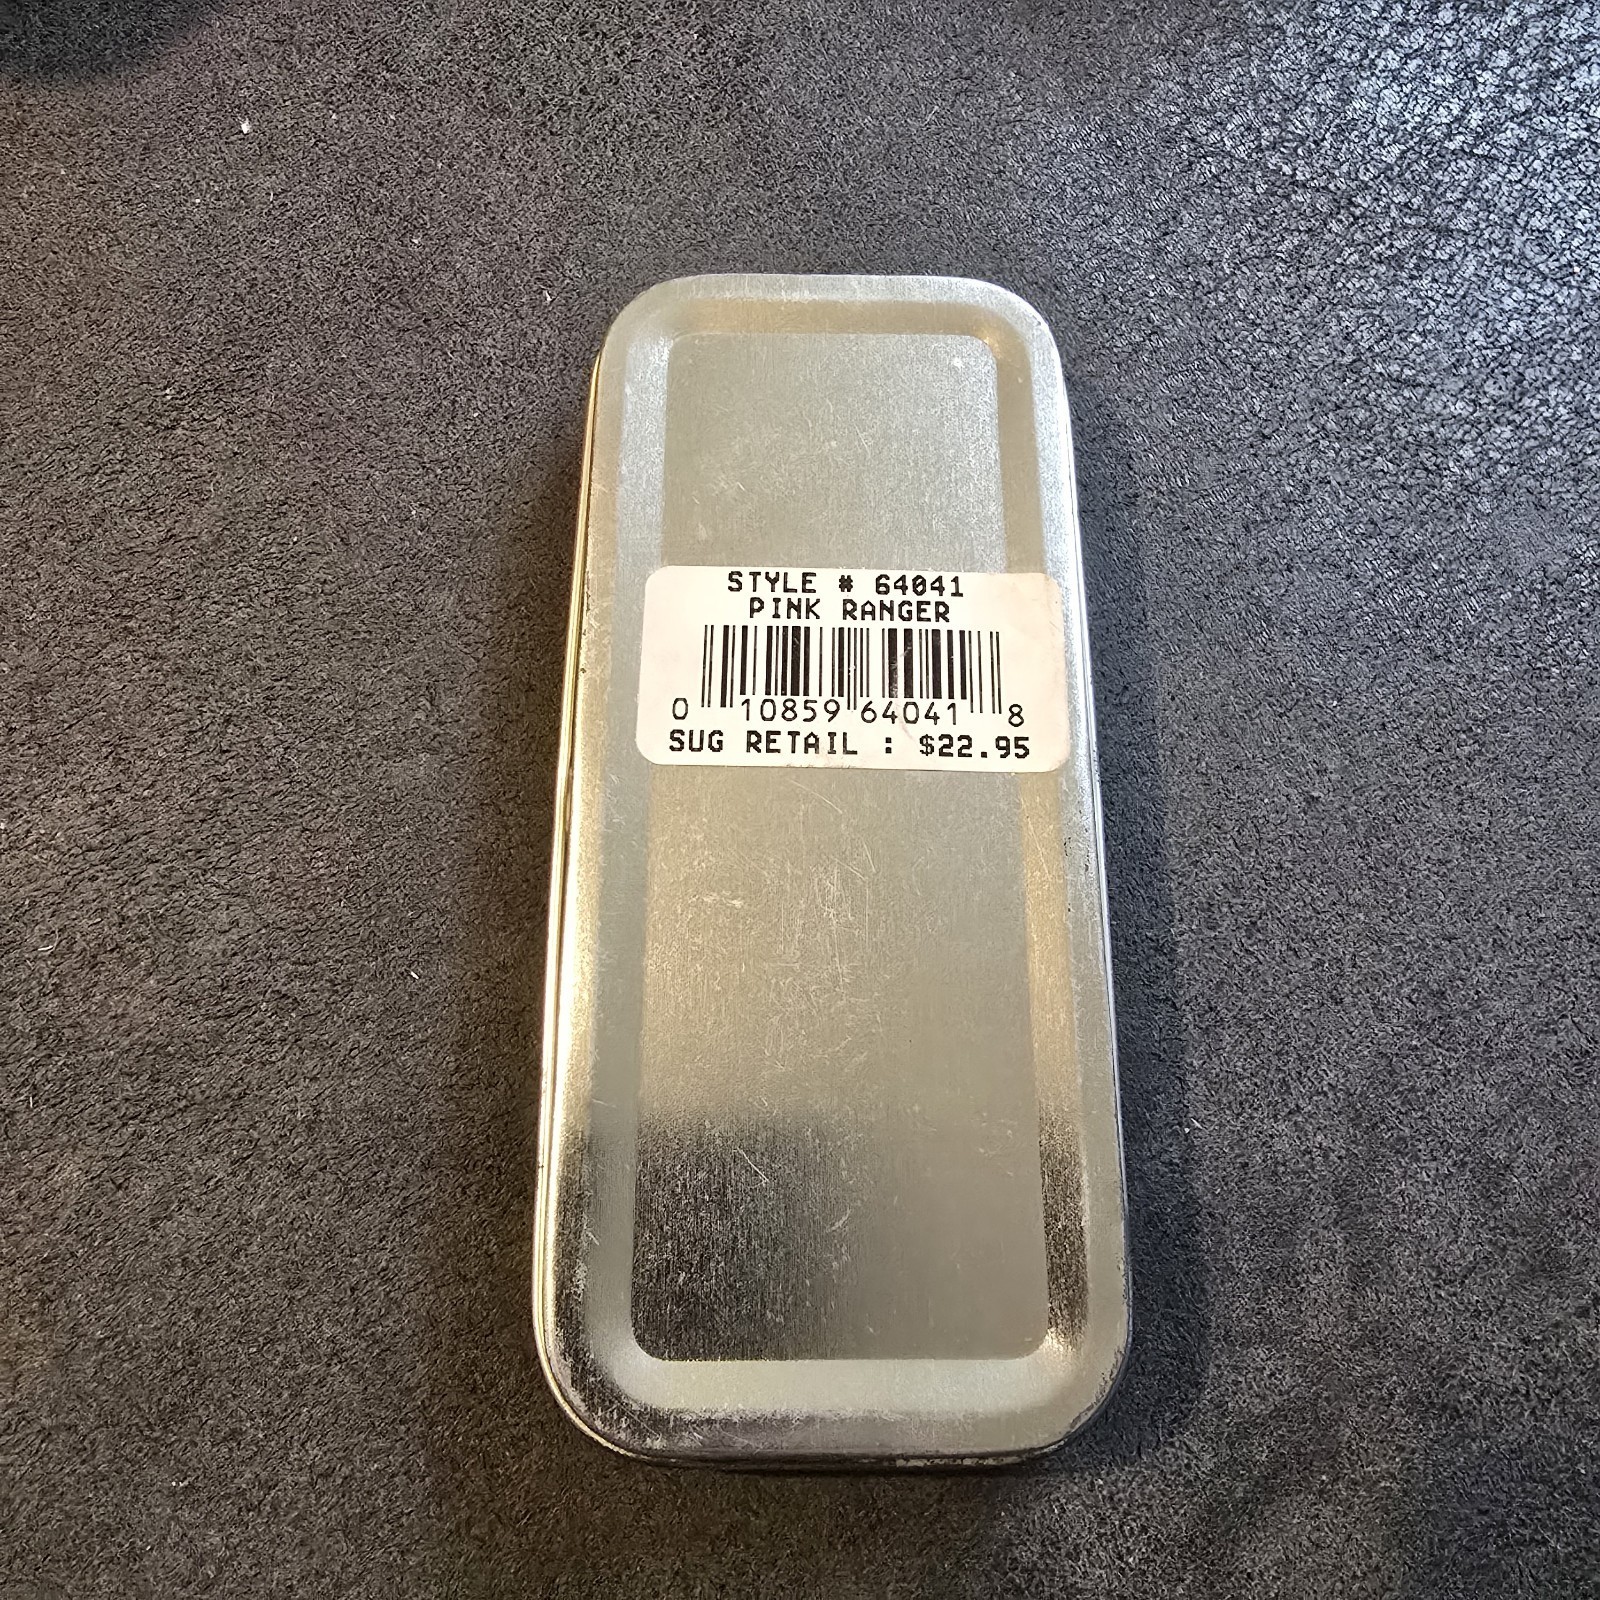 STYLE # 64041
PINK RANGER
0 10859 64041 8
SUG RETAIL : $22.95